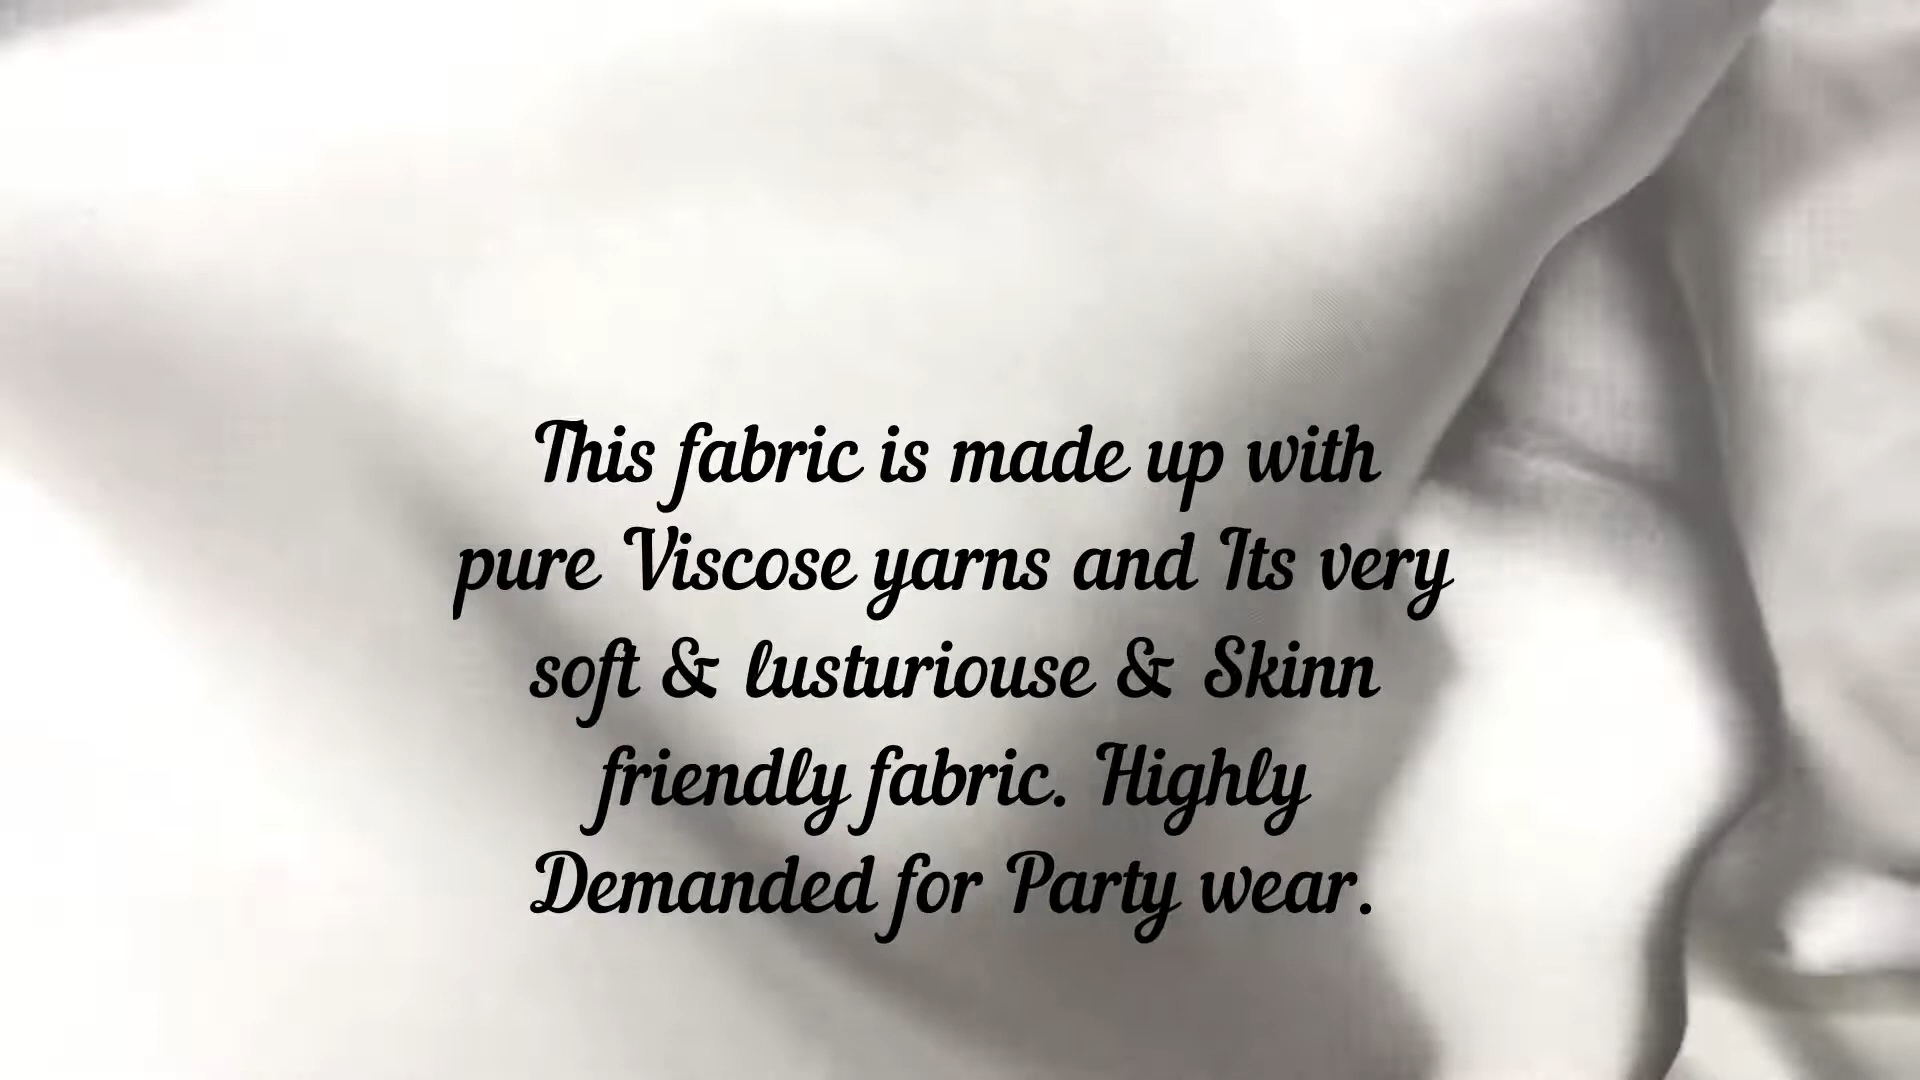 This fabric is made up with
pure Viscose yarns and Its very
soft & lusturiouse & Skinn
friendly fabric. Highly
Demanded for Party wear.